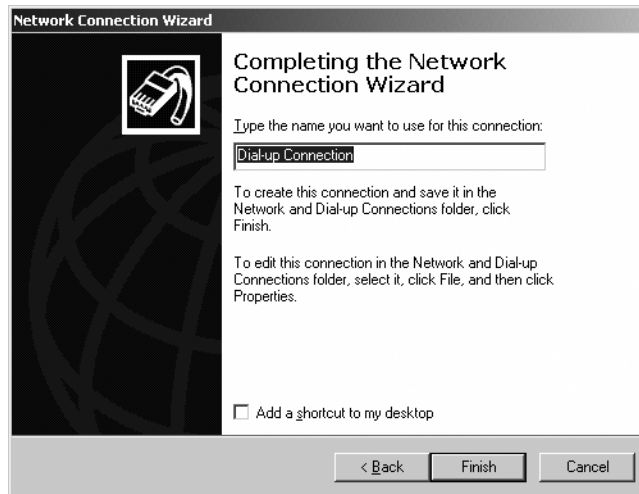 Network Connection Wizard
Completing the Network
Connection Wizard
Type the name you want to use for this connection:
Dial-up Connection
To create this connection and save it in the
Network and Dial-up Connections folder, click
Finish.
To edit this connection in the Network and Dial-up
Connections folder, select it, click File, and then click
Properties.
Add a shortcut to my desktop
< Back
Finish
Cancel